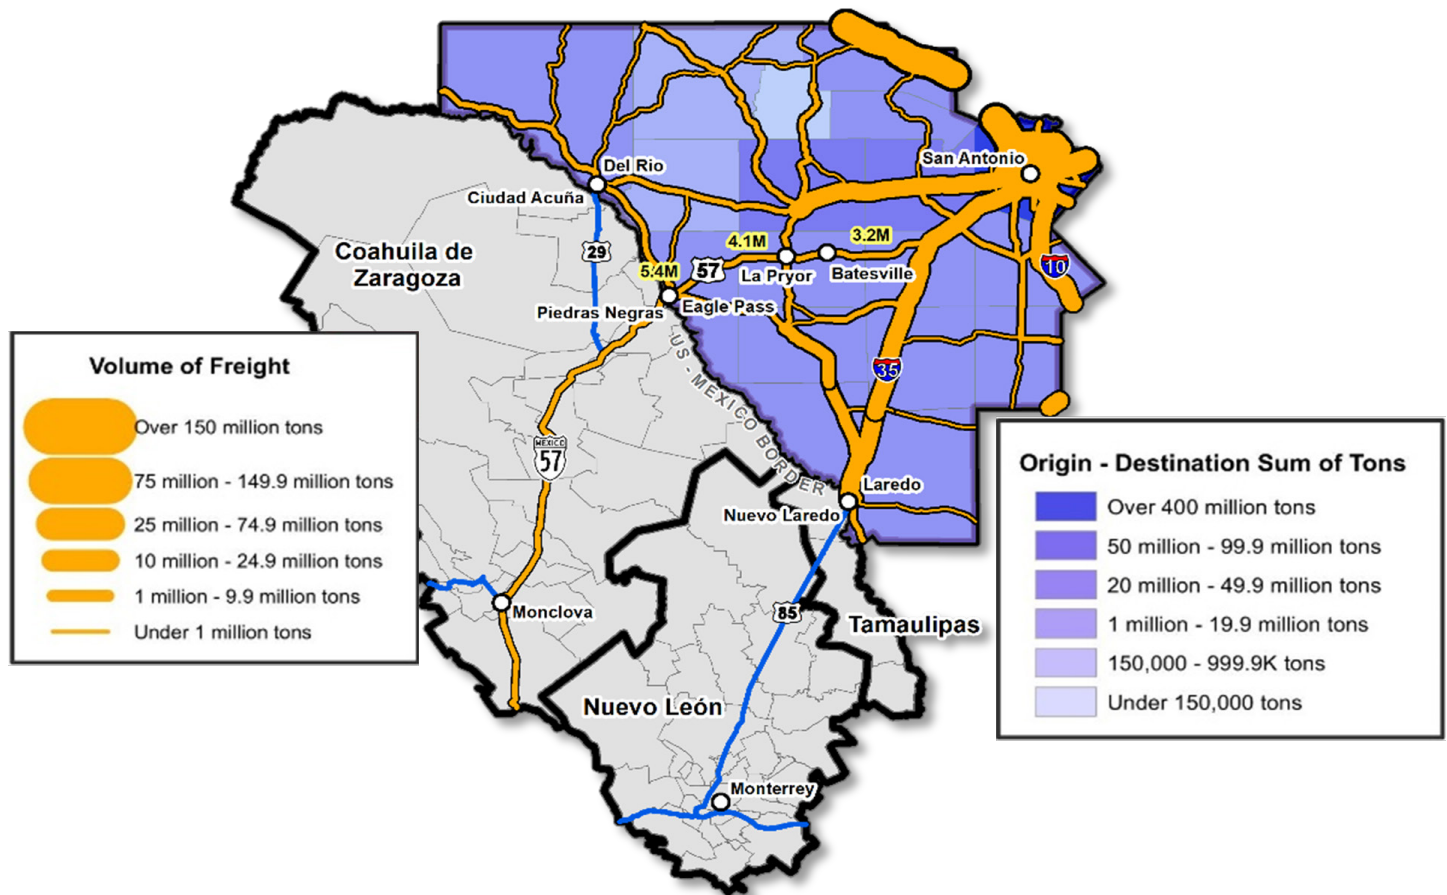 San Antonio
Del Rio
Ciudad Acuña
29
Coahuila de
Zaragoza
4.1M
3.2M
5.4M
57
La Pryor
Batesville
10
Piedras Negras
Eagle Pass
US - MEXICO BORDER
35
MEXICO
57
Laredo
Nuevo Laredo
Monclova
85
Tamaulipas
Nuevo León
Monterrey
Volume of Freight
Over 150 million tons
75 million - 149.9 million tons
25 million - 74.9 million tons
10 million - 24.9 million tons
1 million - 9.9 million tons
Under 1 million tons
Origin - Destination Sum of Tons
Over 400 million tons
50 million - 99.9 million tons
20 million - 49.9 million tons
1 million - 19.9 million tons
150,000 - 999.9K tons
Under 150,000 tons